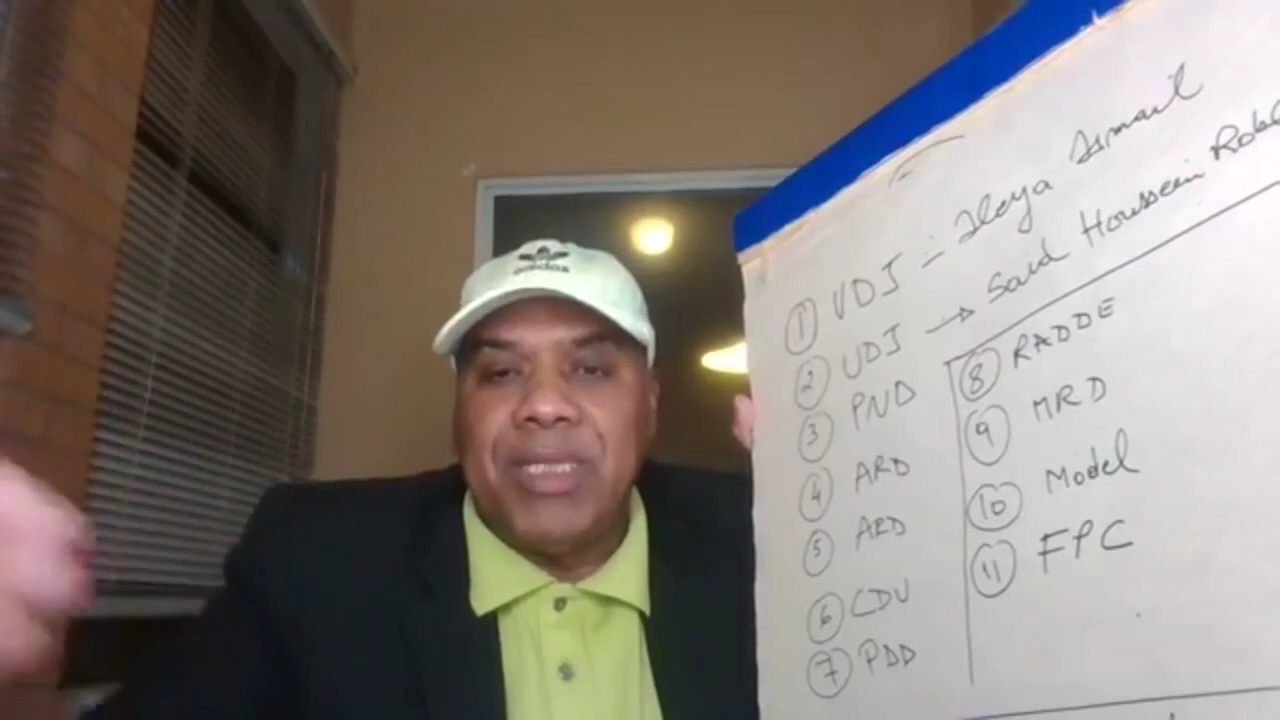 adidas
① UDJ = Ileya Ismail
② UDJ → Said Houssein
③ PND
④ ARD
⑤ ARD
⑥ CDU
⑦ PDD
⑧ RADDE
⑨ MRD
⑩ Model
⑪ FPC